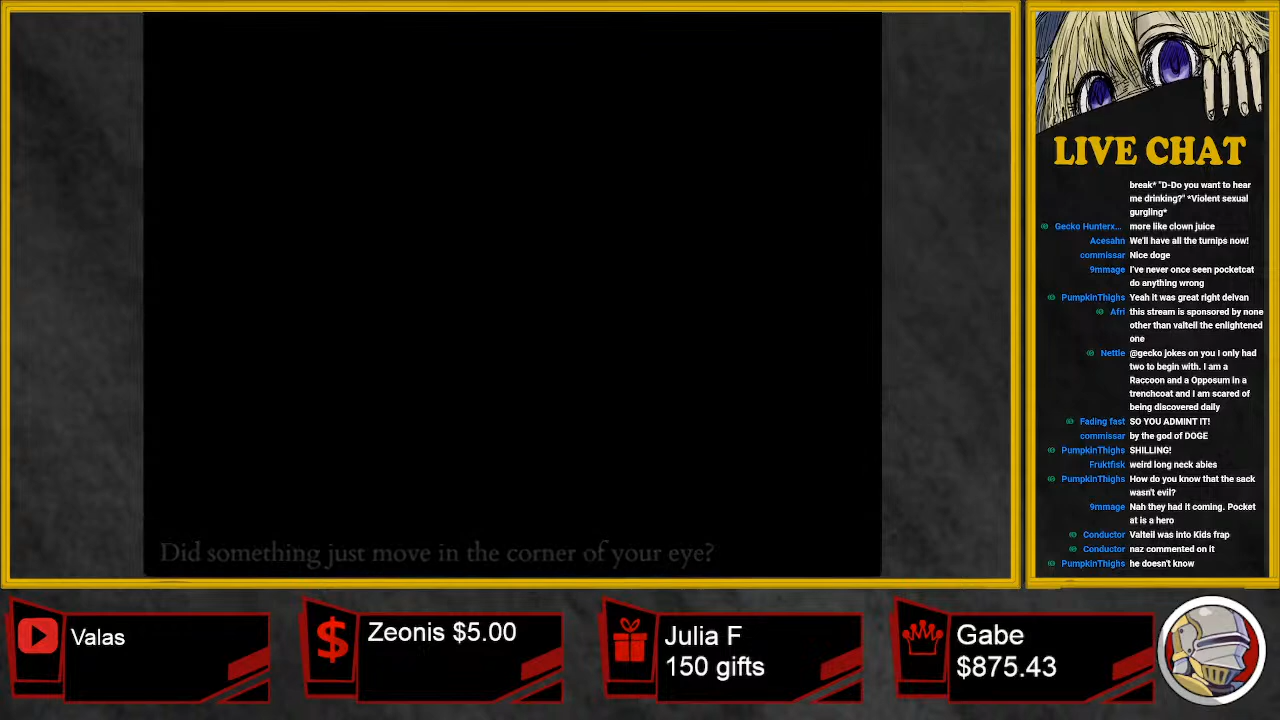 Did something just move in the corner of your eye?
LIVE CHAT
break* "D-Do you want to hear
me drinking?" *Violent sexual
gurgling*
Gecko Hunterx... more like clown juice
Acesahn We'll have all the turnips now!
commissar Nice doge
9mmage I've never once seen pocketcat
do anything wrong
PumpkinThighs Yeah it was great right delvan
Afri this stream is sponsored by none
other than valteil the enlightened
one
Nettle @gecko jokes on you I only had
two to begin with. I am a
Raccoon and a Opposum in a
trenchcoat and I am scared of
being discovered daily
Fading fast SO YOU ADMINT IT!
commissar by the god of DOGE
PumpkinThighs SHILLING!
Fruktfisk weird long neck abies
PumpkinThighs How do you know that the sack
wasn't evil?
9mmage Nah they had it coming. Pocket
at is a hero
Conductor Valteil was into Kids frap
Conductor naz commented on it
PumpkinThighs he doesn't know
Valas
Zeonis $5.00
Julia F
150 gifts
Gabe
$875.43